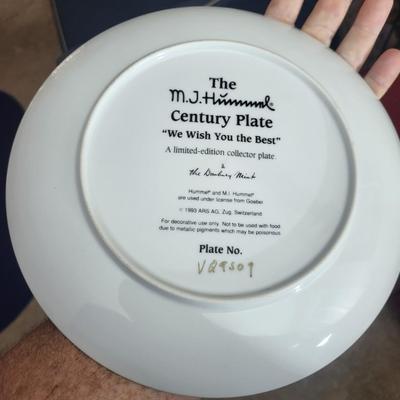 The
M.J.Hümmel®
Century Plate
"We Wish You the Best"
A limited-edition collector plate
&
the Danbury Mint
Hummel® and M.I. Hummel®
are used under license from Goebel
© 1993 ARS AG, Zug, Switzerland
For decorative use only. Not to be used with food
due to metallic pigments which may be poisonous
Plate No.
VQ9509